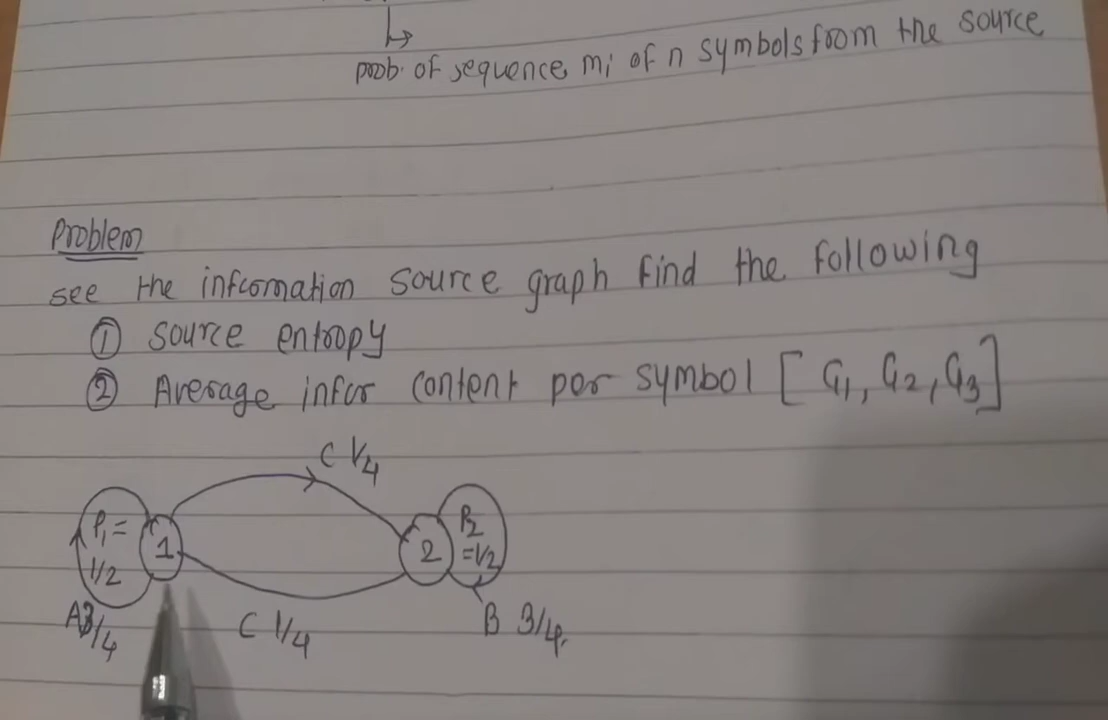 prob. of sequence mi of n symbols from the source
Problem
see the infcomation source graph find the following
① source entropy
② Average infor content per symbol [G1, G2, G3]
C 1/4
P1 =
1/2
1
2
P2
=1/2
A 3/4
C 1/4
B 3/4.